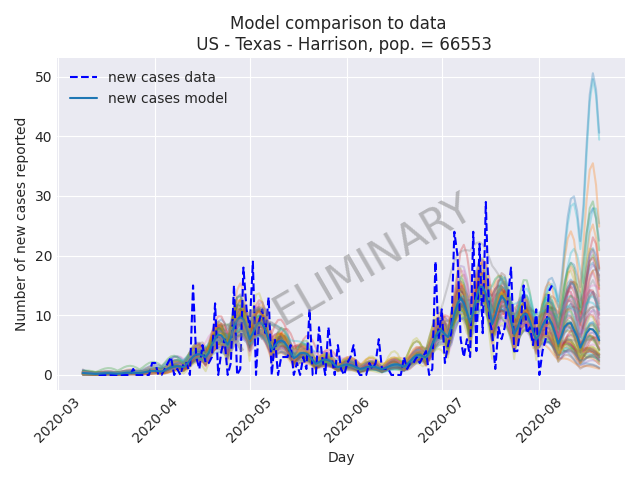 Model comparison to data
US - Texas - Harrison, pop. = 66553
new cases data
new cases model
PRELIMINARY
Number of new cases reported
50
40
30
20
10
0
2020-03
2020-04
2020-05
2020-06
2020-07
2020-08
Day